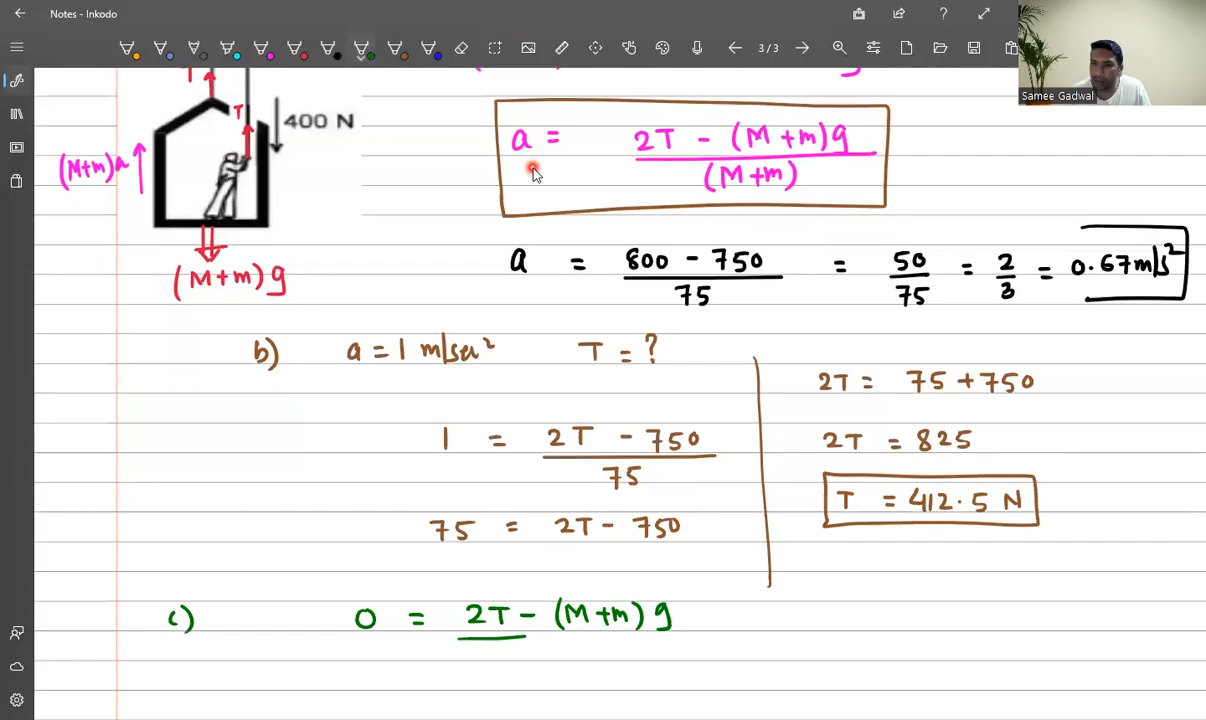 Notes - Inkodo
3/3
Samee Gadwal
T
T
400 N
(M+m)a
(M+m) g
a = 2T - (M+m)g
(M+m)
a = 800 - 750 = 50 = 2 = 0.67 m/s²
75 75 3
b) a = 1 m/sec² T = ?
1 = 2T - 750
75
75 = 2T - 750
2T = 75 + 750
2T = 825
T = 412.5 N
c) 0 = 2T - (M+m) g